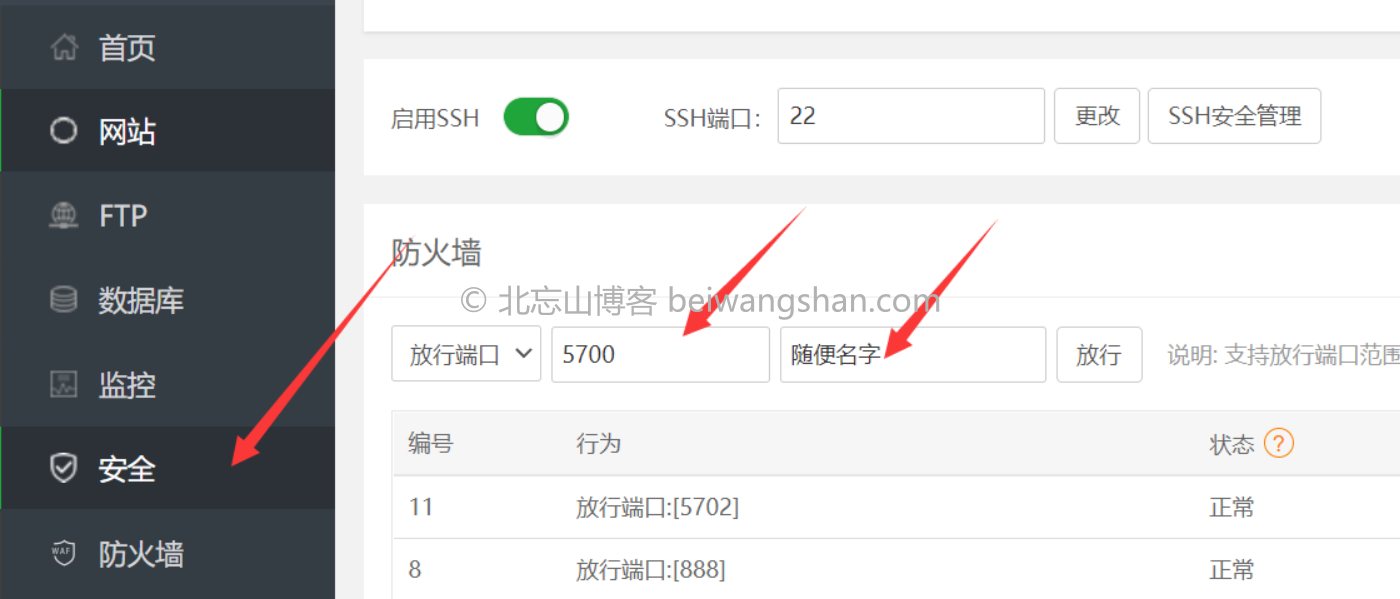 首页
网站
FTP
数据库
监控
安全
WAF 防火墙
启用SSH SSH端口: 22 更改 SSH安全管理
防火墙
© 北忘山博客 beiwangshan.com
放行端口 5700 随便名字 放行 说明: 支持放行端口范围
编号 行为 状态 ?
11 放行端口:[5702] 正常
8 放行端口:[888] 正常